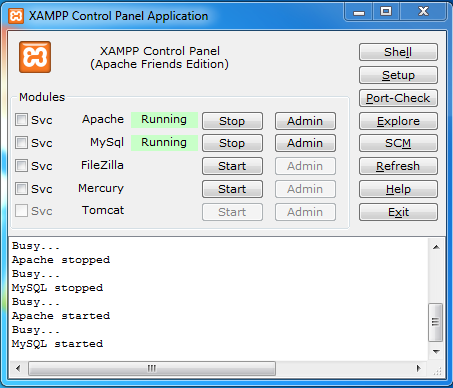 XAMPP Control Panel Application
XAMPP Control Panel
(Apache Friends Edition)
Modules
Svc Apache Running Stop Admin
Svc MySql Running Stop Admin
Svc FileZilla Start Admin
Svc Mercury Start Admin
Svc Tomcat Start Admin
Shell
Setup
Port-Check
Explore
SCM
Refresh
Help
Exit
Busy...
Apache stopped
Busy...
MySQL stopped
Busy...
Apache started
Busy...
MySQL started